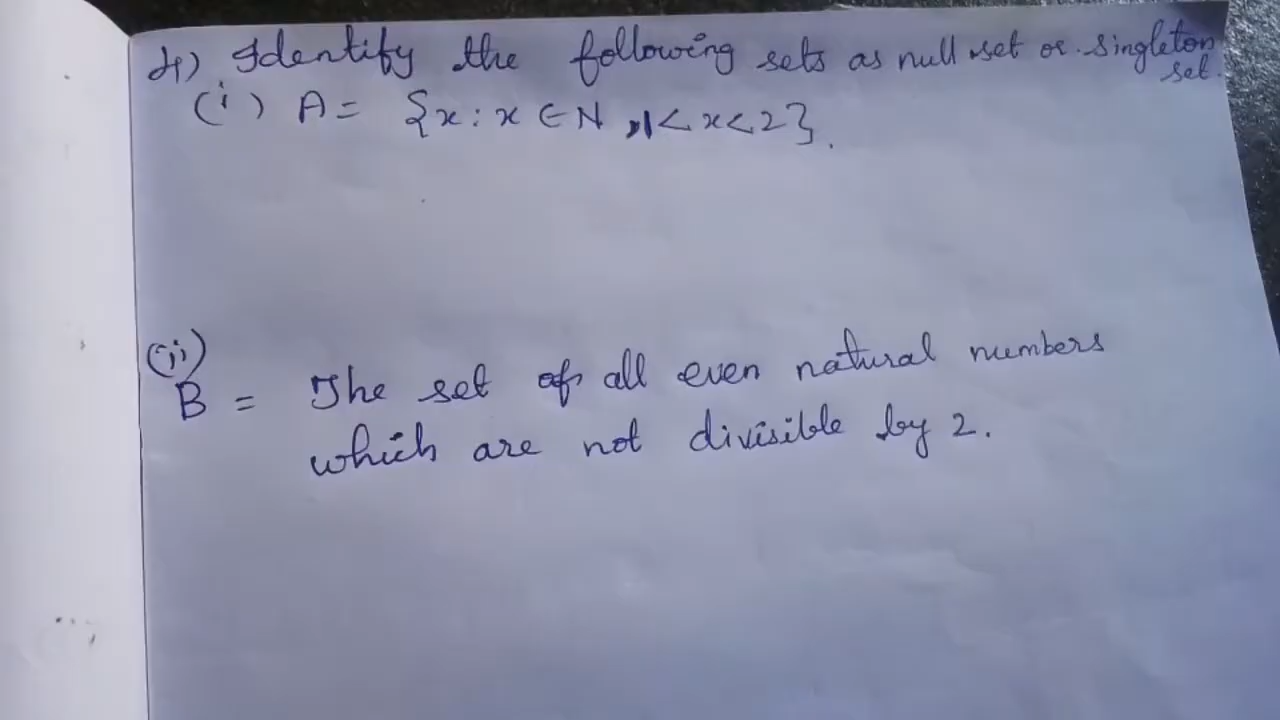 4) Identify the following sets as null set or singleton
set.
(i) A = {x : x ∈ N, 1 < x < 2}.
(ii)
B = The set of all even natural numbers
which are not divisible by 2.